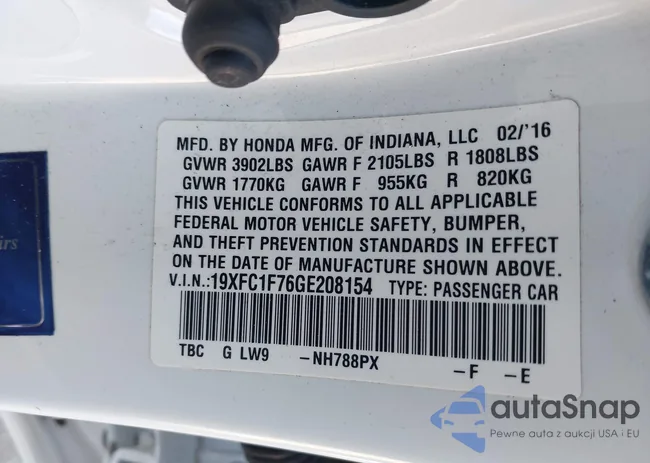 MFD. BY HONDA MFG. OF INDIANA, LLC 02/'16
GVWR 3902LBS GAWR F 2105LBS R 1808LBS
GVWR 1770KG GAWR F 955KG R 820KG
THIS VEHICLE CONFORMS TO ALL APPLICABLE
FEDERAL MOTOR VEHICLE SAFETY, BUMPER,
AND THEFT PREVENTION STANDARDS IN EFFECT
ON THE DATE OF MANUFACTURE SHOWN ABOVE.
V.I.N.:19XFC1F76GE208154 TYPE: PASSENGER CAR
TBC G LW9 -NH788PX -F -E
autaSnap
Pewne auta z aukcji USA i EU